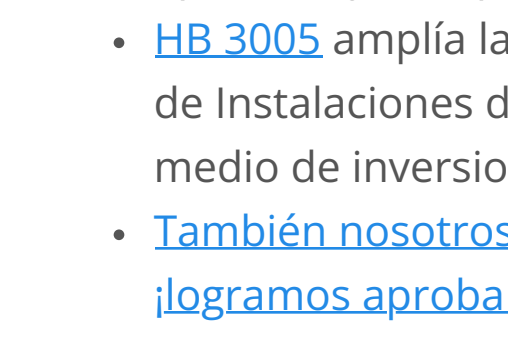 HB 3005 amplía la
de Instalaciones d
medio de inversio
También nosotros
¡logramos aproba